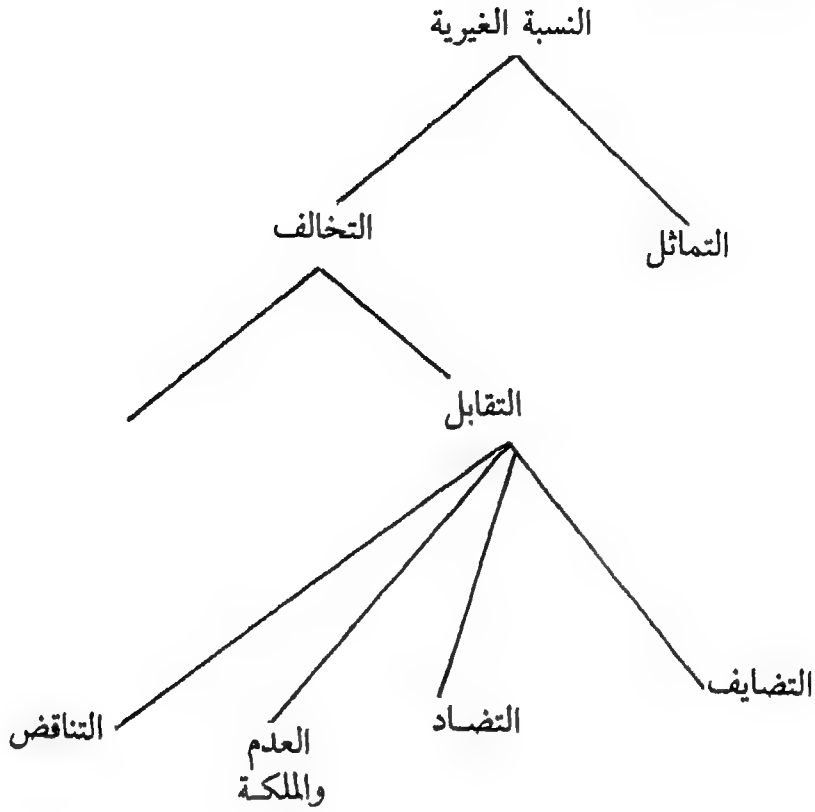 النسبة الغيرية
التماثل
التخالف
التقابل
التضايف
التضاد
العدم
والملكة
التناقض